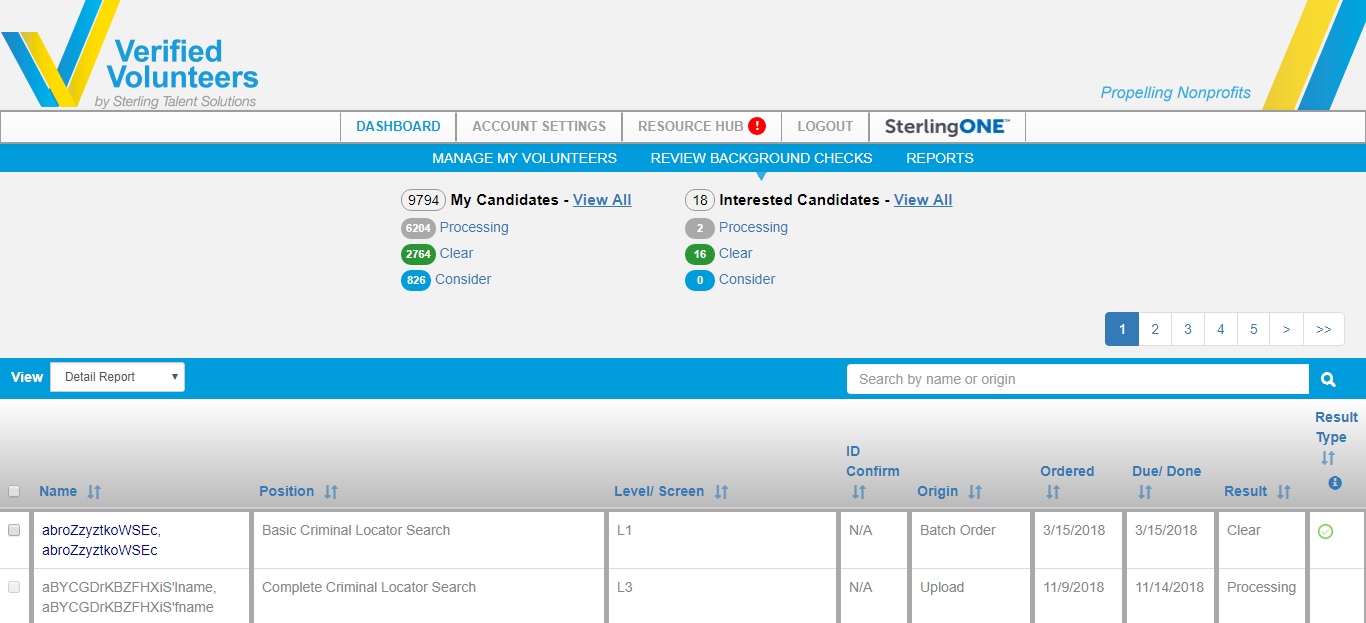 Verified
Volunteers
by Sterling Talent Solutions
Propelling Nonprofits
DASHBOARD ACCOUNT SETTINGS RESOURCE HUB ! LOGOUT SterlingONE™
MANAGE MY VOLUNTEERS REVIEW BACKGROUND CHECKS REPORTS
9794 My Candidates - View All 18 Interested Candidates - View All
6204 Processing 2 Processing
2764 Clear 16 Clear
826 Consider 0 Consider
1 2 3 4 5 > >>
View Detail Report Search by name or origin
Result
Type
ID
Confirm
Name Position Level/ Screen Origin Ordered Due/ Done Result
abroZzyztkoWSEc, Basic Criminal Locator Search L1 N/A Batch Order 3/15/2018 3/15/2018 Clear
abroZzyztkoWSEc
aBYCGDrKBZFHXiS'lname, Complete Criminal Locator Search L3 N/A Upload 11/9/2018 11/14/2018 Processing
aBYCGDrKBZFHXiS'fname